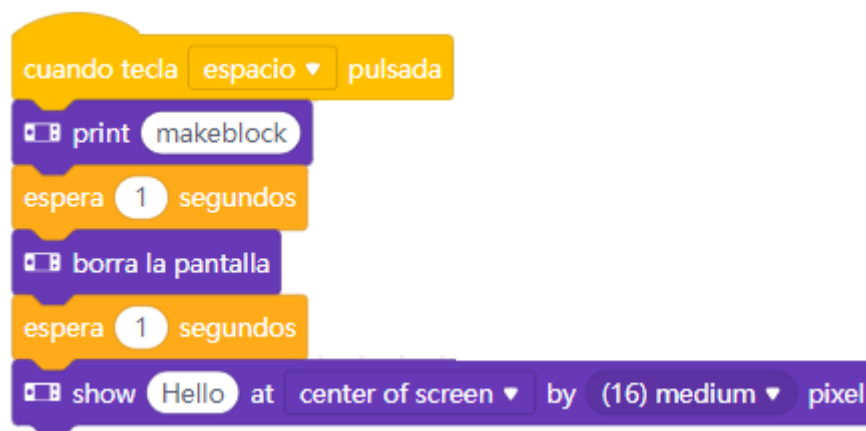 cuando tecla espacio pulsada
print makeblock
espera 1 segundos
borra la pantalla
espera 1 segundos
show Hello at center of screen by (16) medium pixel